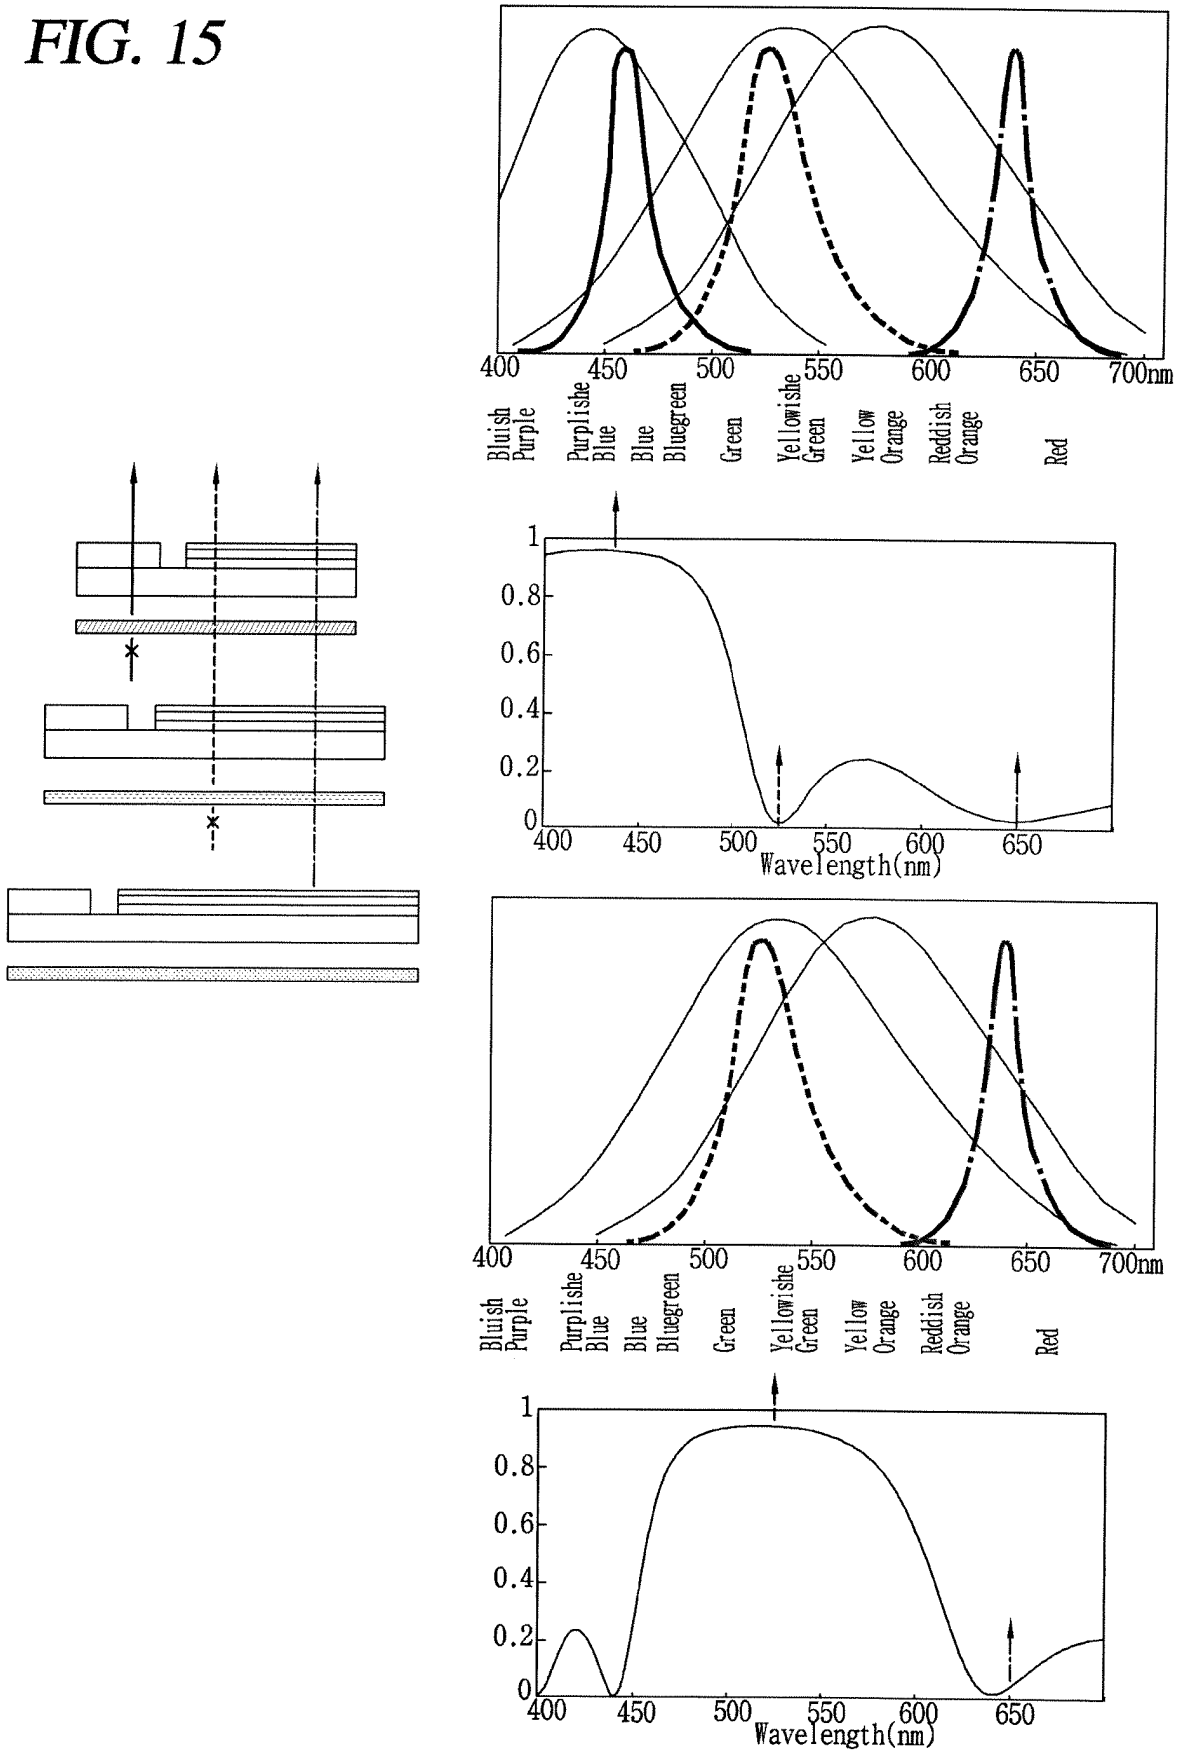 FIG. 15
400 450 500 550 600 650 700nm
Bluish Purple
Purplishe Blue
Blue
Bluegreen
Green
Yellowishe Green
Yellow Orange
Reddish Orange
Red
1
0.8
0.6
0.4
0.2
0
400 450 500 550 600 650
Wavelength(nm)
400 450 500 550 600 650 700nm
Bluish Purple
Purplishe Blue
Blue
Bluegreen
Green
Yellowishe Green
Yellow Orange
Reddish Orange
Red
1
0.8
0.6
0.4
0.2
0
400 450 500 550 600 650
Wavelength(nm)